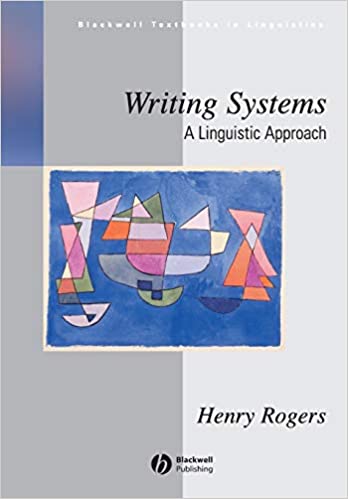 Blackwell Textbooks in Linguistics
Writing Systems
A Linguistic Approach
Henry Rogers
Blackwell
Publishing